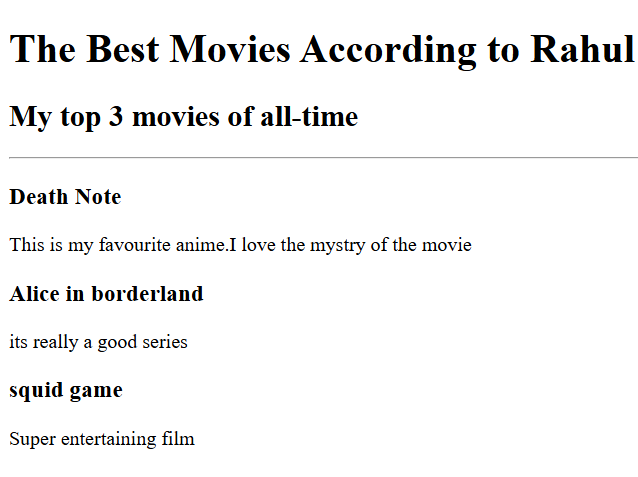 The Best Movies According to Rahul
My top 3 movies of all-time
Death Note
This is my favourite anime.I love the mystry of the movie
Alice in borderland
its really a good series
squid game
Super entertaining film